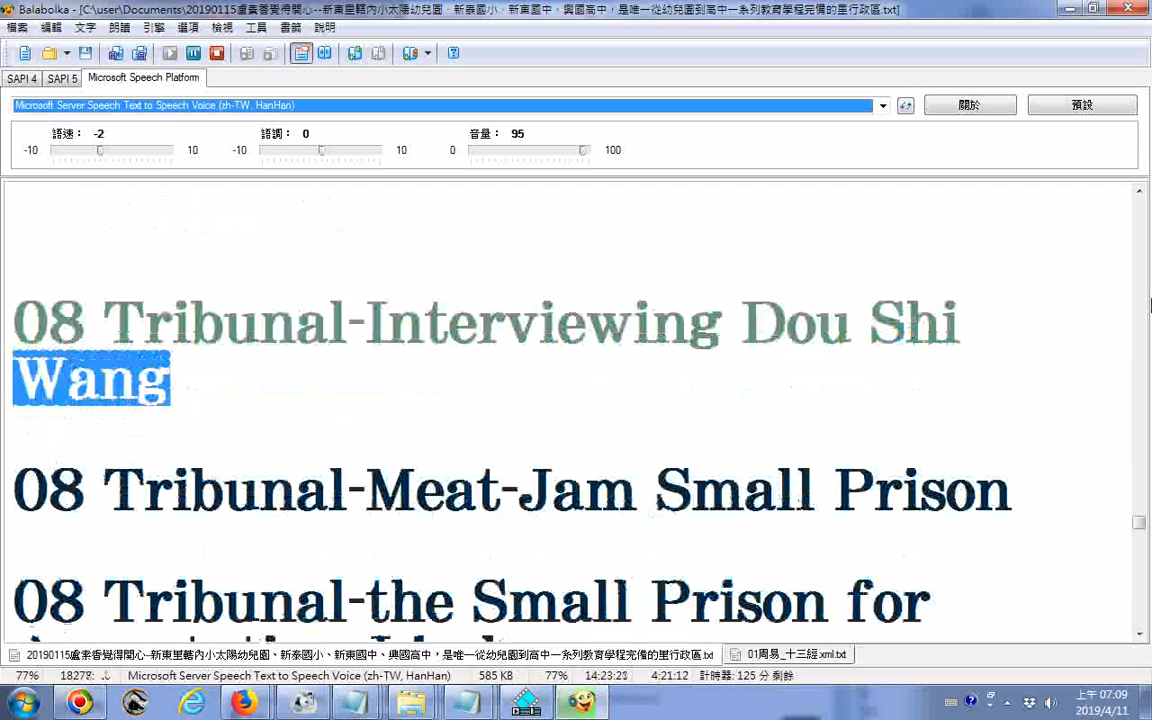 Balabolka - [C:\user\Documents\20190115盧素香覺得開心--新東里轄內小太陽幼兒園、新泰國小、新東國中、興國高中，是唯一從幼兒園到高中一系列教育學程完備的里行政區.txt]
檔案 編輯 文字 朗讀 引擎 選項 檢視 工具 書籤 說明
SAPI 4 SAPI 5 Microsoft Speech Platform
Microsoft Server Speech Text to Speech Voice (zh-TW, HanHan) 關於 預設
語速： -2 語調： 0 音量： 95
-10 10 -10 10 0 100
08 Tribunal-Interviewing Dou Shi
Wang
08 Tribunal-Meat-Jam Small Prison
08 Tribunal-the Small Prison for
20190115盧素香覺得開心--新東里轄內小太陽幼兒園、新泰國小、新東國中、興國高中，是唯一從幼兒園到高中一系列教育學程完備的里行政區.txt 01周易_十三經.xml.txt
77% Microsoft Server Speech Text to Speech Voice (zh-TW, HanHan) 585 KB 77% 14:23:21 4:21:12 計時器: 125 分 剩餘
上午 07:09
2019/4/11